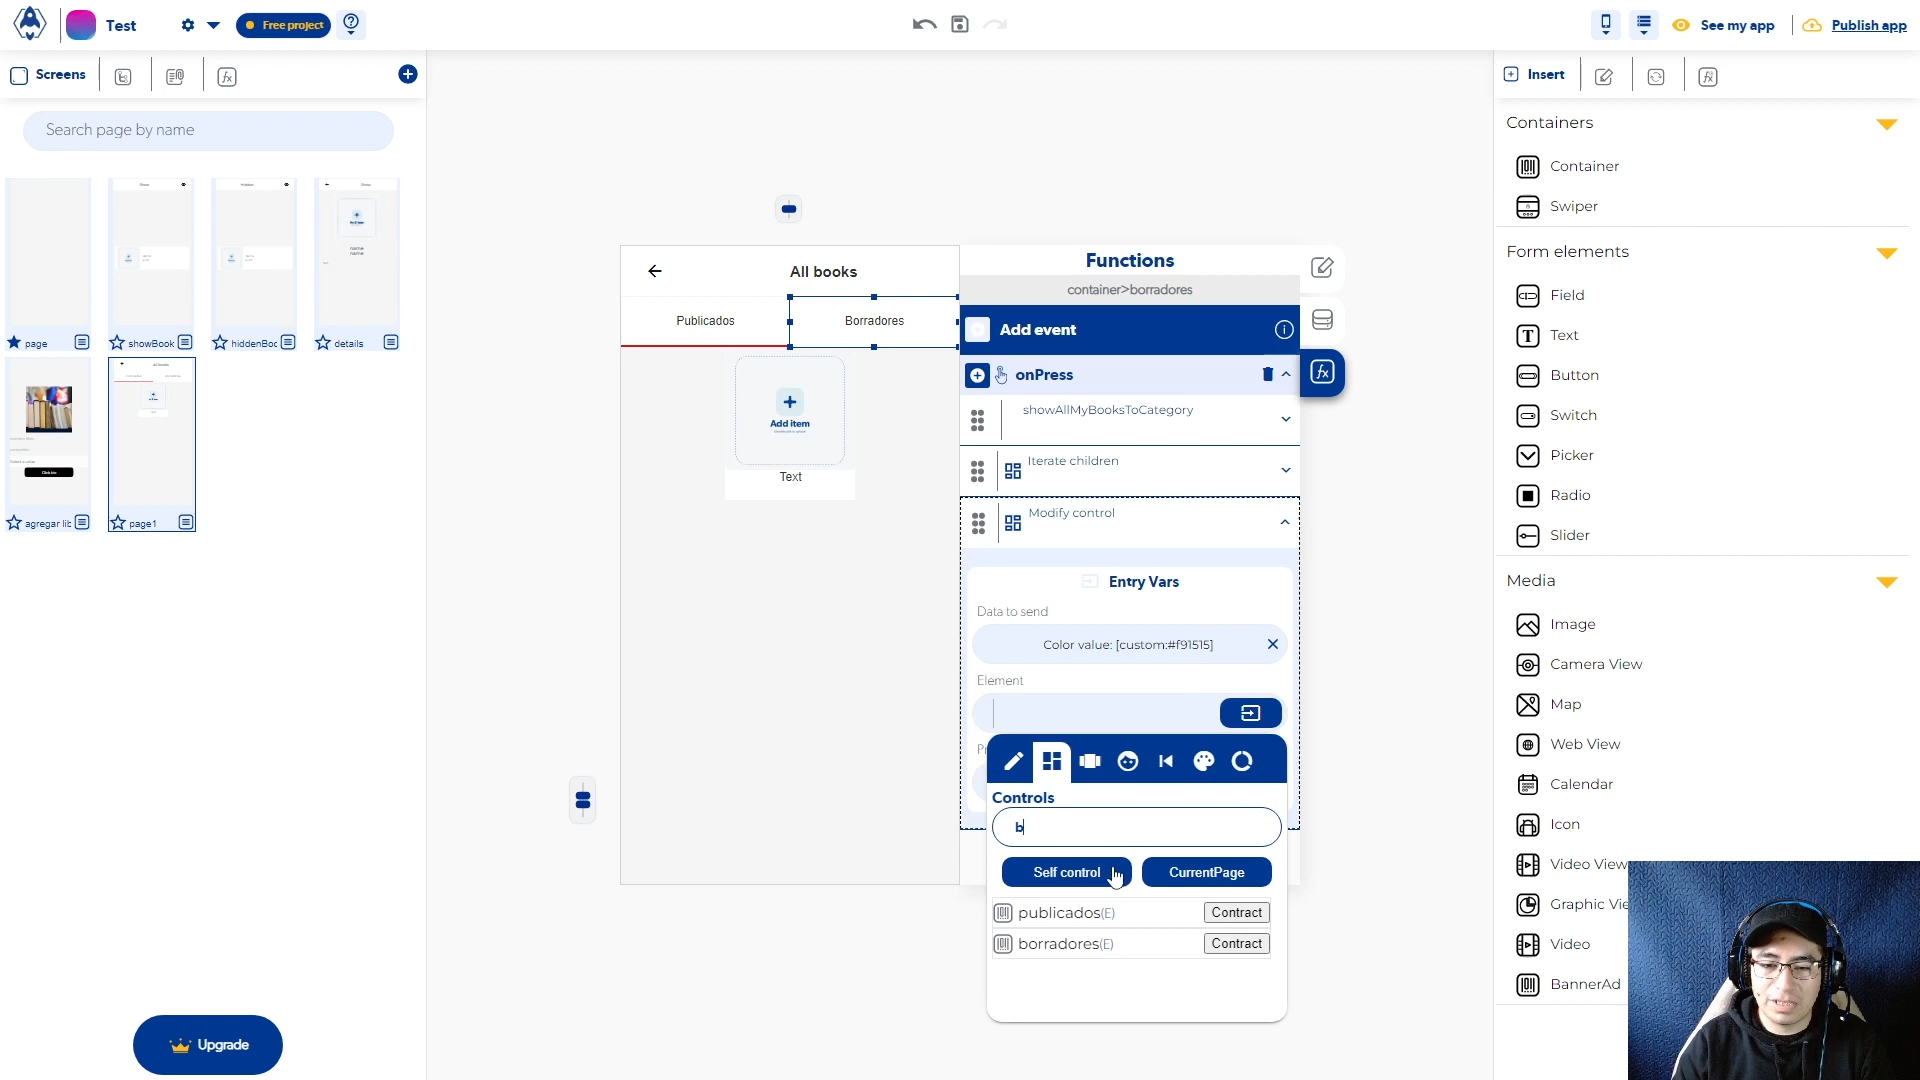 Test
Free project
See my app
Publish app
Screens
Insert
Search page by name
page
showBook
hiddenBoc
details
agregar lib
page1
Upgrade
All books
Publicados
Borradores
Add item
Text
Functions
container>borradores
Add event
onPress
showAllMyBooksToCategory
Iterate children
Modify control
Entry Vars
Data to send
Color value: [custom:#f91515]
Element
Pr
Controls
b
Self control
CurrentPage
publicados(E)
Contract
borradores(E)
Contract
Containers
Container
Swiper
Form elements
Field
Text
Button
Switch
Picker
Radio
Slider
Media
Image
Camera View
Map
Web View
Calendar
Icon
Video View
Graphic Vie
Video
BannerAd